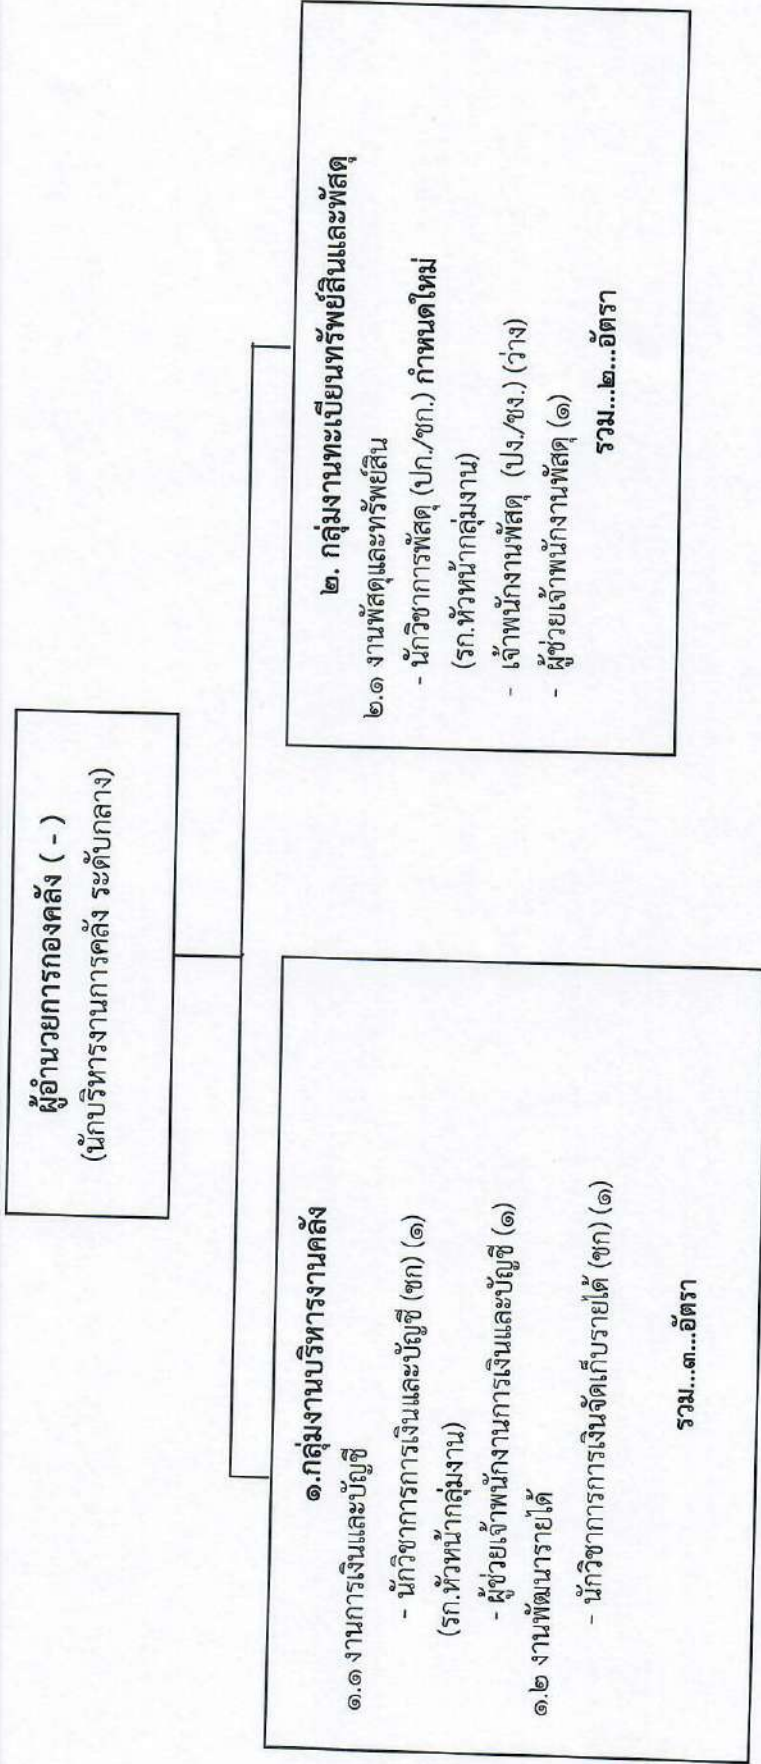 ผู้อำนวยการกองคลัง ( - )
(นักบริหารงานการคลัง ระดับกลาง)
๑.กลุ่มงานบริหารงานคลัง
๑.๑ งานการเงินและบัญชี
- นักวิชาการการเงินและบัญชี (ชก) (๑)
(รก.หัวหน้ากลุ่มงาน)
- ผู้ช่วยเจ้าพนักงานการเงินและบัญชี (๑)
๑.๒ งานพัฒนารายได้
- นักวิชาการการเงินจัดเก็บรายได้ (ชก) (๑)
รวม...๓...อัตรา
๒. กลุ่มงานทะเบียนทรัพย์สินและพัสดุ
๒.๑ งานพัสดุและทรัพย์สิน
- นักวิชาการพัสดุ (ปก./ชก.) กำหนดใหม่
(รก.หัวหน้ากลุ่มงาน)
- เจ้าพนักงานพัสดุ (ปง./ชง.) (ว่าง)
- ผู้ช่วยเจ้าพนักงานพัสดุ (๑)
รวม...๒...อัตรา